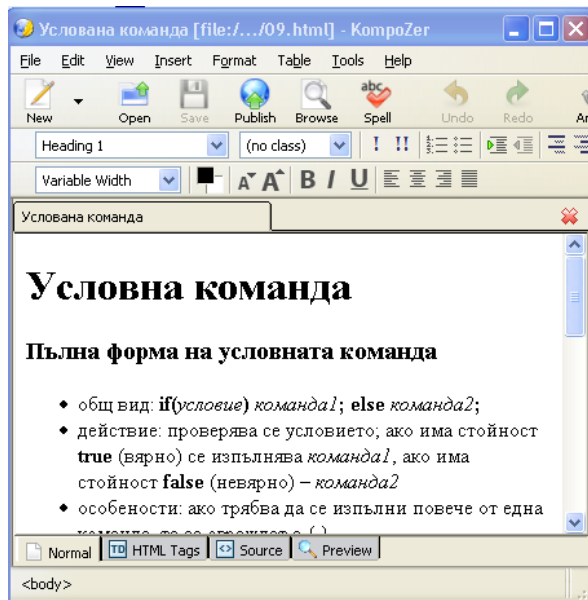 Услована команда [file:/.../09.html] - KompoZer
File Edit View Insert Format Table Tools Help
New Open Save Publish Browse Spell Undo Redo
Heading 1 (no class) ! !!
Variable Width A A B I U
Услована команда
Условна команда
Пълна форма на условната команда
общ вид: if(условие) команда1; else команда2;
действие: проверява се условието; ако има стойност
true (вярно) се изпълнява команда1, ако има
стойност false (невярно) – команда2
особености: ако трябва да се изпълни повече от една
Normal HTML Tags Source Preview
<body>